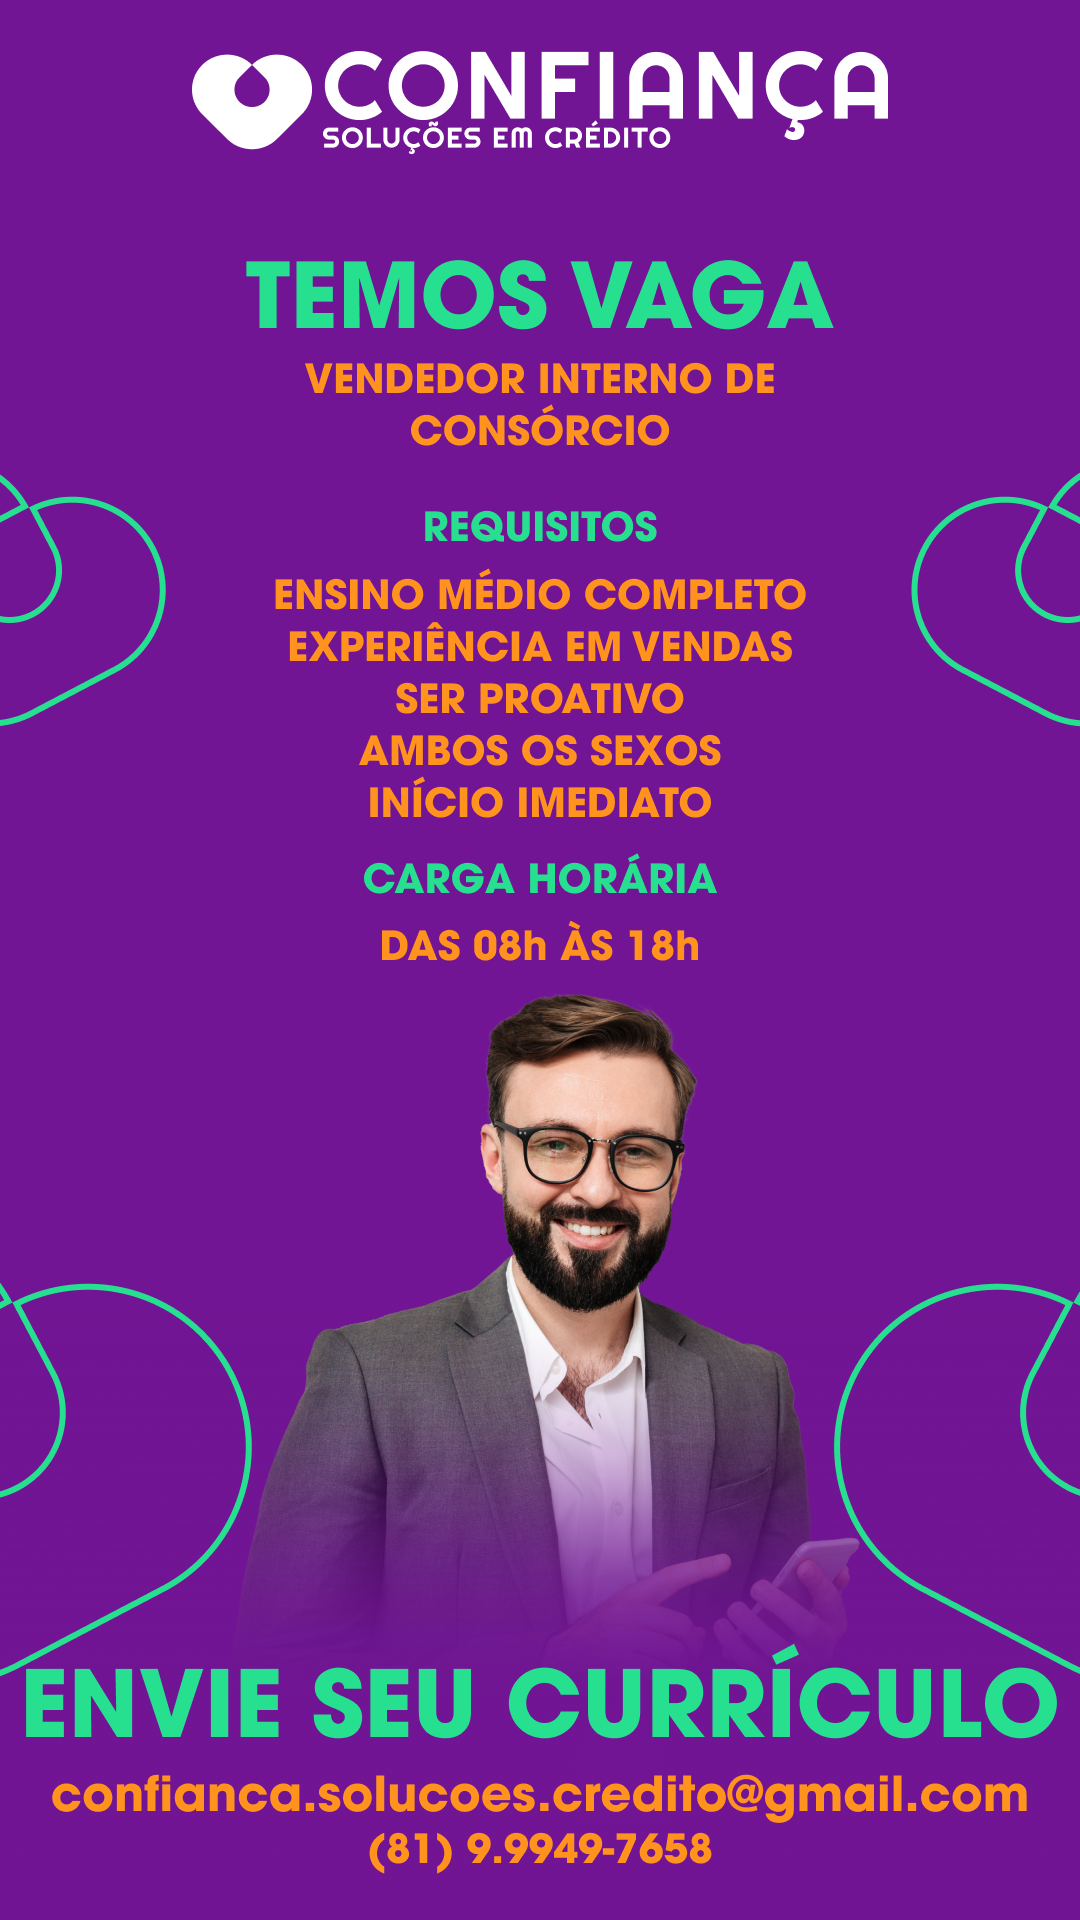 CONFIANÇA
SOLUÇÕES EM CRÉDITO
TEMOS VAGA
VENDEDOR INTERNO DE
CONSÓRCIO
REQUISITOS
ENSINO MÉDIO COMPLETO
EXPERIÊNCIA EM VENDAS
SER PROATIVO
AMBOS OS SEXOS
INÍCIO IMEDIATO
CARGA HORÁRIA
DAS 08h ÀS 18h
ENVIE SEU CURRÍCULO
confianca.solucoes.credito@gmail.com
(81) 9.9949-7658